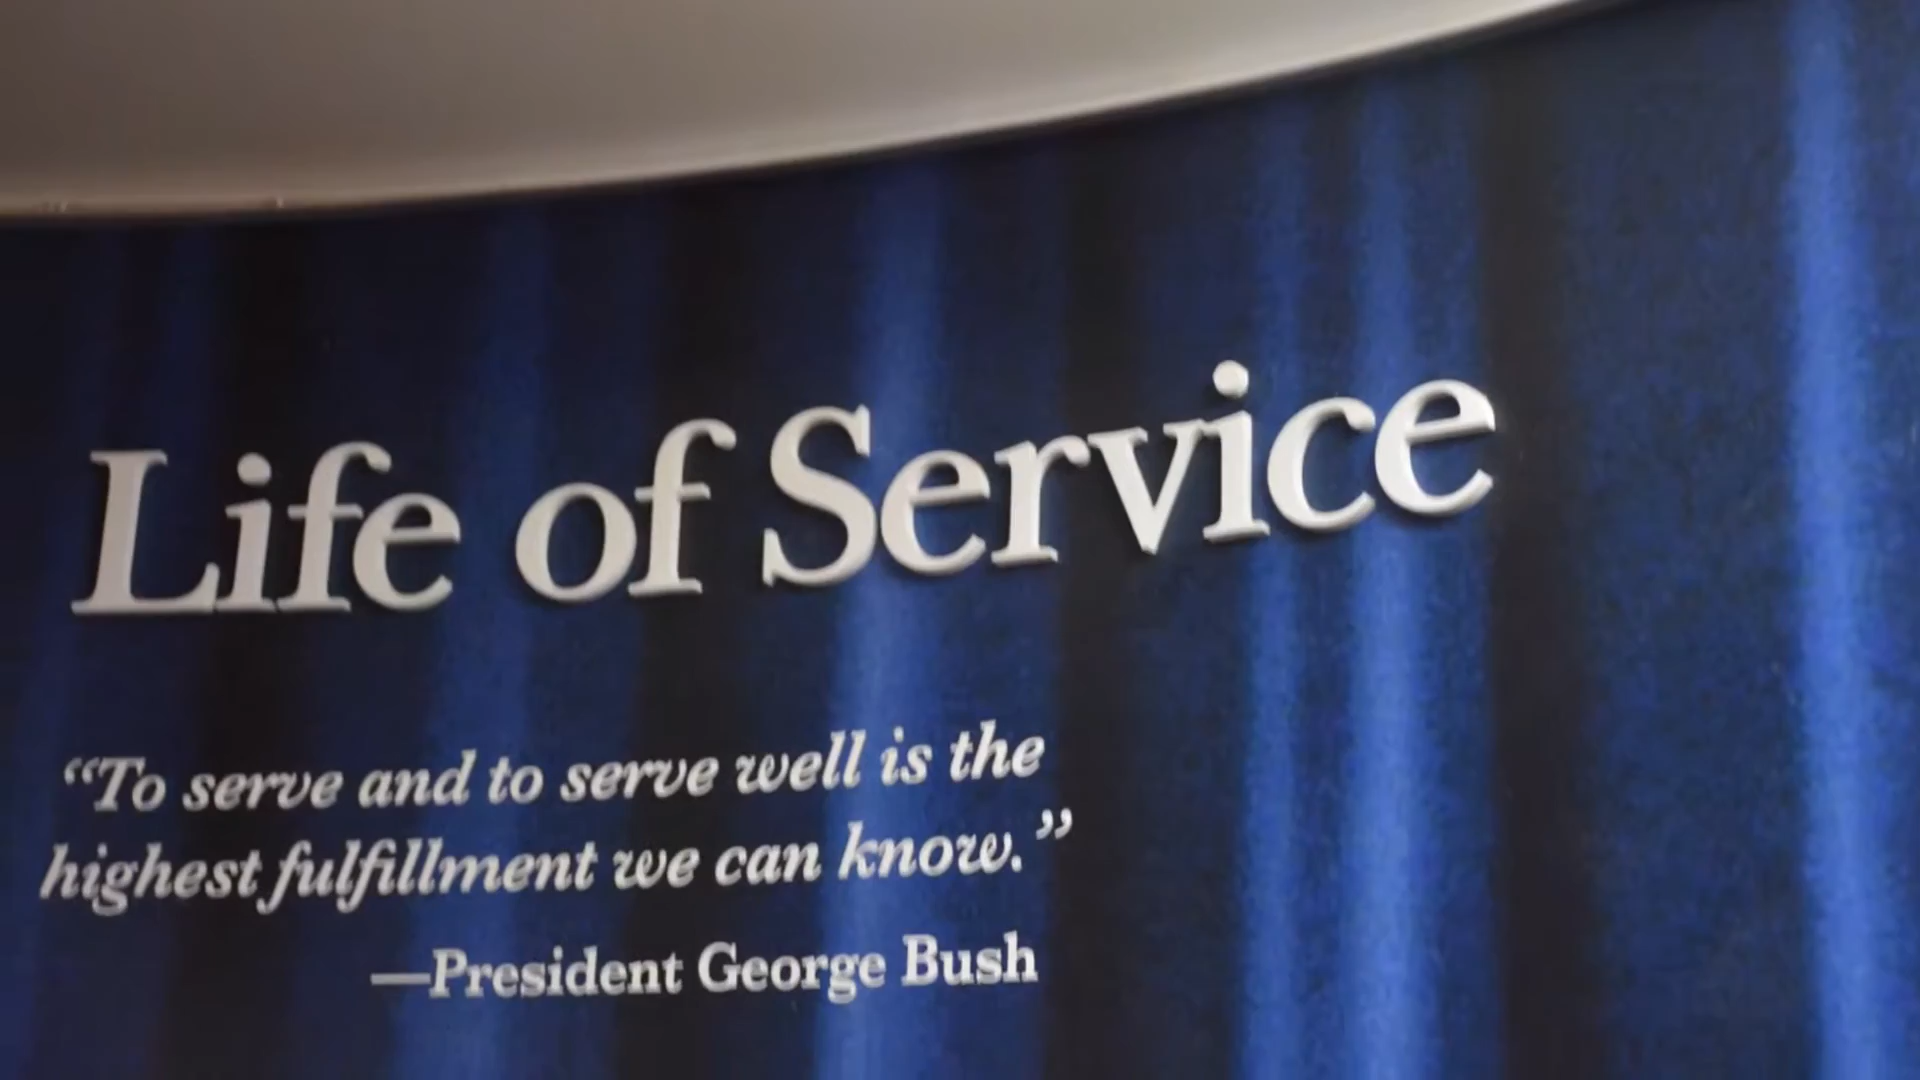 Life of Service
“To serve and to serve well is the
highest fulfillment we can know.”
—President George Bush